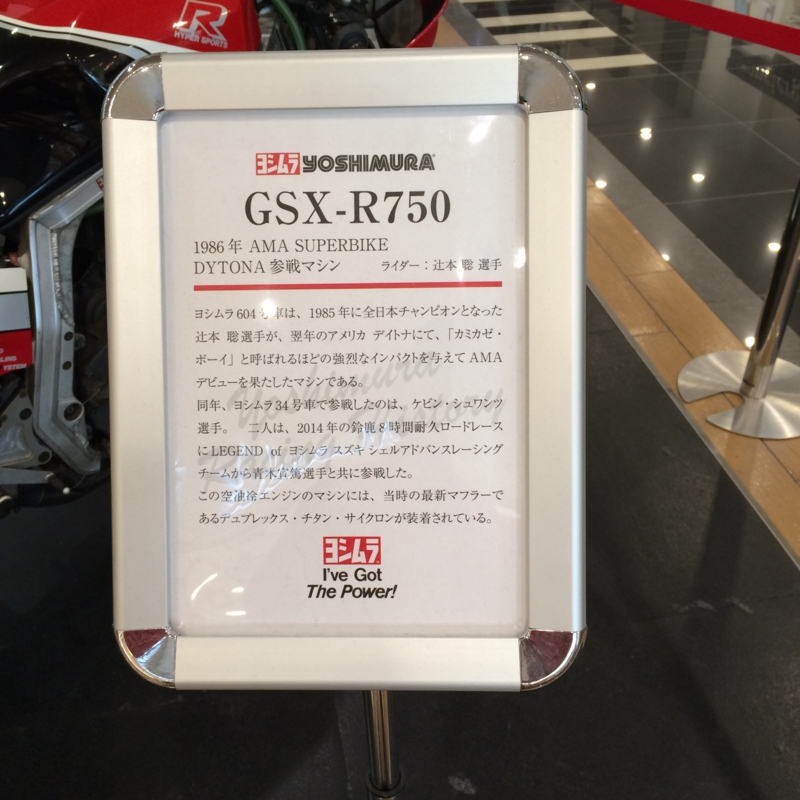 R
HYPER SPORTS
ヨシムラ YOSHIMURA
GSX-R750
1986年 AMA SUPERBIKE
DYTONA 参戦マシン ライダー：辻本 聡 選手
ヨシムラ604号車は、1985年に全日本チャンピオンとなった
辻本 聡選手が、翌年のアメリカ デイトナにて、「カミカゼ・
ボーイ」と呼ばれるほどの強烈なインパクトを与えて AMA
デビューを果たしたマシンである。
同年、ヨシムラ34号車で参戦したのは、ケビン・シュワンツ
選手。 二人は、2014年の鈴鹿8時間耐久ロードレース
にLEGEND of ヨシムラ スズキ シェルアドバンスレーシング
チームから青木宣篤選手と共に参戦した。
この空油冷エンジンのマシンには、当時の最新マフラーで
あるデュプレックス・チタン・サイクロンが装着されている。
ヨシムラ
I've Got
The Power!